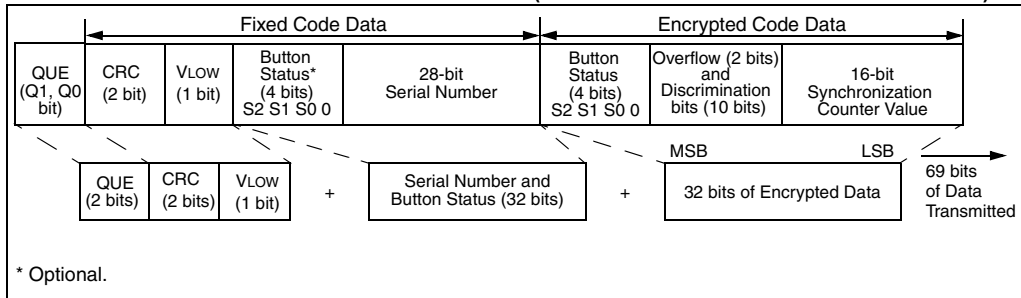 Fixed Code Data
Encrypted Code Data
QUE
(Q1, Q0
bit)
CRC
(2 bit)
VLOW
(1 bit)
Button
Status*
(4 bits)
S2 S1 S0 0
28-bit
Serial Number
Button
Status
(4 bits)
S2 S1 S0 0
Overflow (2 bits)
and
Discrimination
bits (10 bits)
16-bit
Synchronization
Counter Value
MSB
LSB
QUE
(2 bits)
CRC
(2 bits)
VLOW
(1 bit)
+
Serial Number and
Button Status (32 bits)
+
32 bits of Encrypted Data
69 bits
of Data
Transmitted
* Optional.